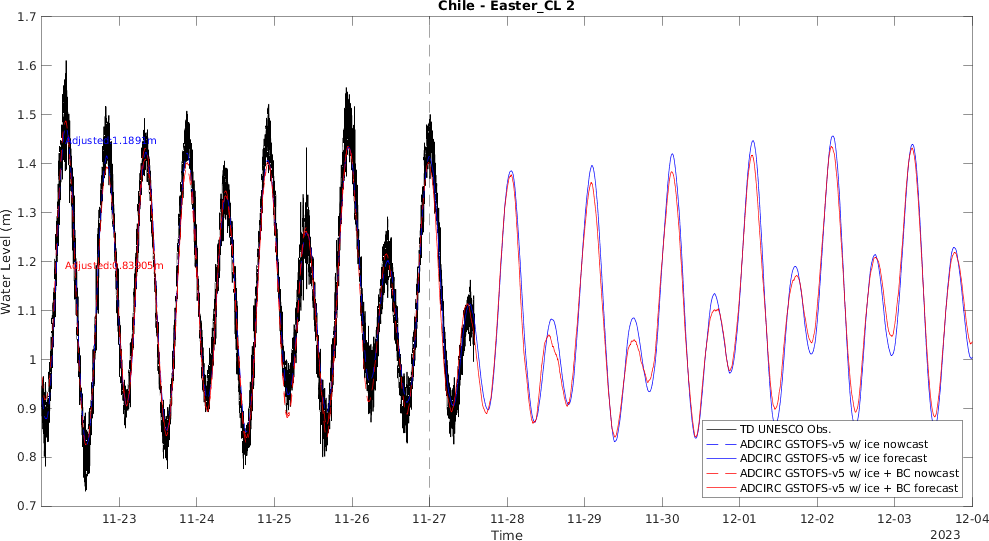 Chile - Easter_CL 2
1.7
1.6
1.5
1.4
1.3
1.2
1.1
1
0.9
0.8
0.7
Water Level (m)
Adjusted:0.83905m
11-23
11-24
11-25
11-26
11-27
11-28
11-29
11-30
12-01
12-02
12-03
12-04
Time
2023
TD UNESCO Obs.
ADCIRC GSTOFS-v5 w/ ice nowcast
ADCIRC GSTOFS-v5 w/ ice forecast
ADCIRC GSTOFS-v5 w/ ice + BC nowcast
ADCIRC GSTOFS-v5 w/ ice + BC forecast